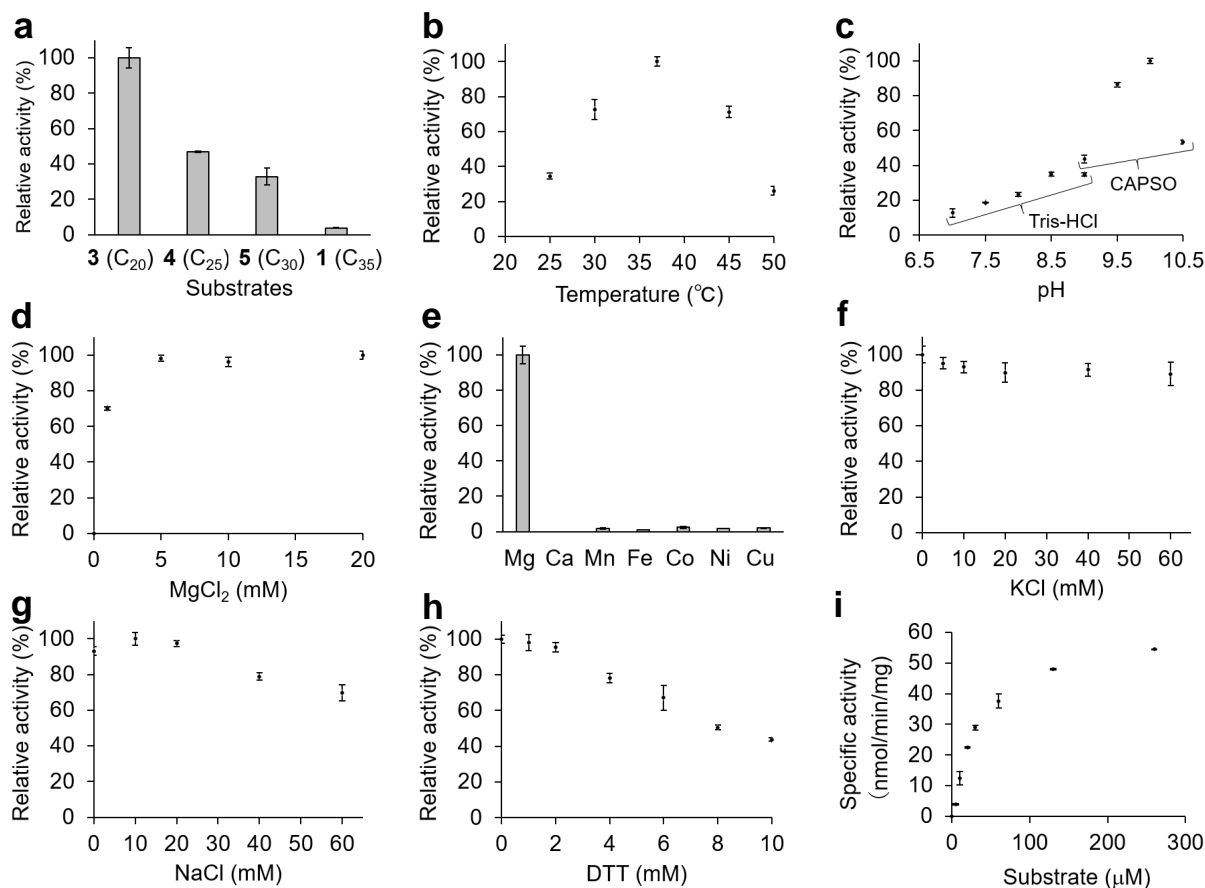 a
Relative activity (%)
100
80
60
40
20
0
3 (C20) 4 (C25) 5 (C30) 1 (C35)
Substrates
b
Relative activity (%)
100
80
60
40
20
0
20 25 30 35 40 45 50
Temperature (℃)
c
Relative activity (%)
100
80
60
40
20
0
CAPSO
Tris-HCl
6.5 7.5 8.5 9.5 10.5
pH
d
Relative activity (%)
100
80
60
40
20
0
0 5 10 15 20
MgCl2 (mM)
e
Relative activity (%)
100
80
60
40
20
0
Mg Ca Mn Fe Co Ni Cu
f
Relative activity (%)
100
80
60
40
20
0
0 10 20 30 40 50 60
KCl (mM)
g
Relative activity (%)
100
80
60
40
20
0
0 10 20 30 40 50 60
NaCl (mM)
h
Relative activity (%)
100
80
60
40
20
0
0 2 4 6 8 10
DTT (mM)
i
Specific activity
(nmol/min/mg)
60
50
40
30
20
10
0
0 100 200 300
Substrate (μM)